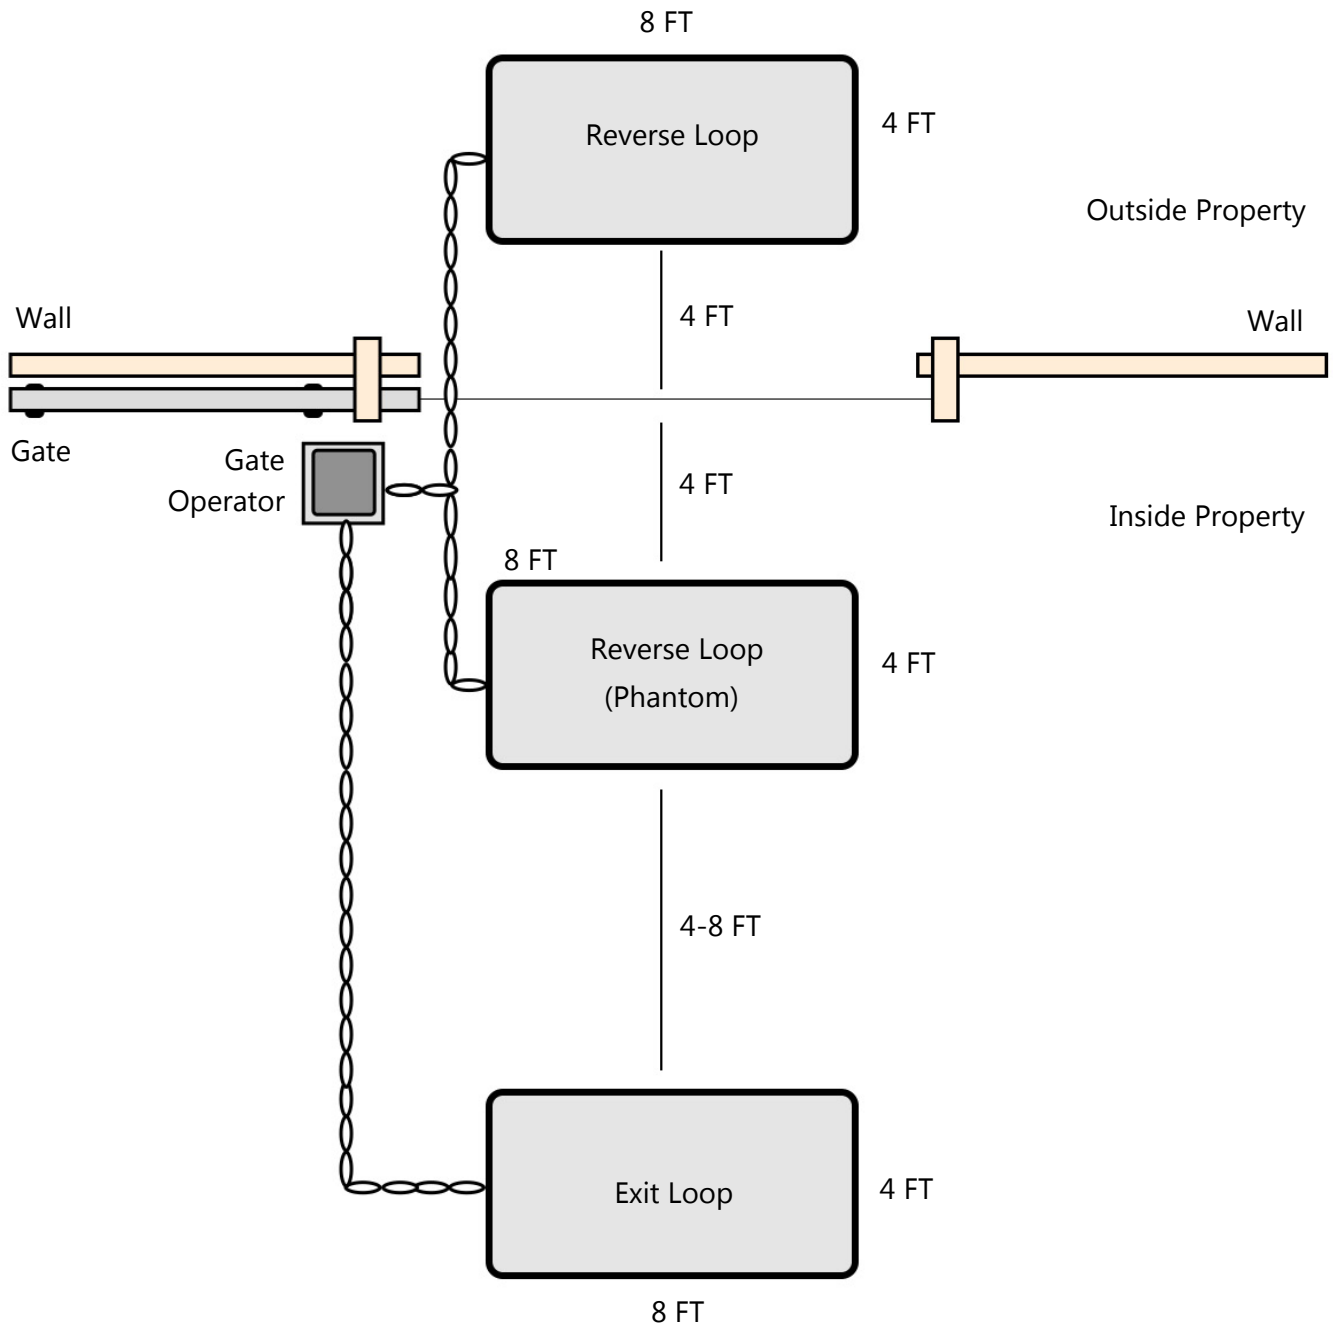 8 FT
Reverse Loop
4 FT
Outside Property
Wall
4 FT
Wall
Gate
Gate
Operator
4 FT
Inside Property
8 FT
Reverse Loop
(Phantom)
4 FT
4-8 FT
Exit Loop
4 FT
8 FT